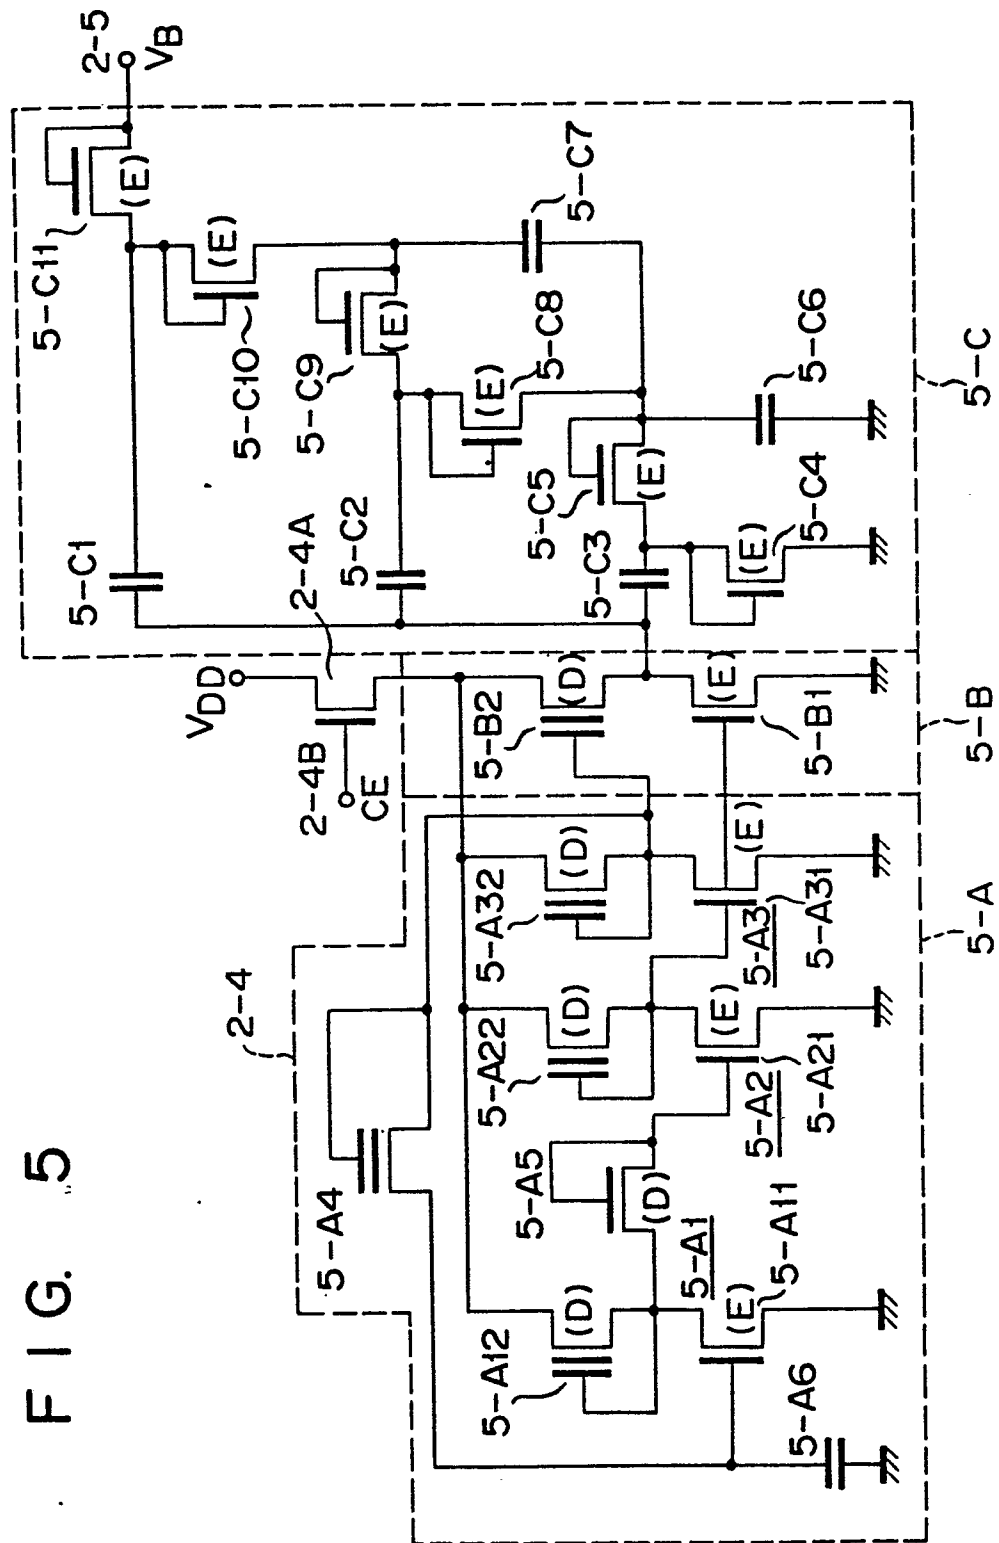 FIG. 5
2-4
5-A4
VDD
2-4B
CE
2-4A
5-C1
5-C11
(E)
2-5
VB
5-C10
(E)
5-C9
(E)
5-C7
5-C2
5-C8
(E)
5-C5
(E)
5-C6
5-C3
5-C4
(E)
5-C
5-A12
(D)
5-A5
(D)
5-A22
(D)
5-A32
(D)
5-B2
(D)
5-A1
5-A11
(E)
5-A6
5-A2
5-A21
(E)
5-A3
5-A31
(E)
5-B1
(E)
5-A
5-B